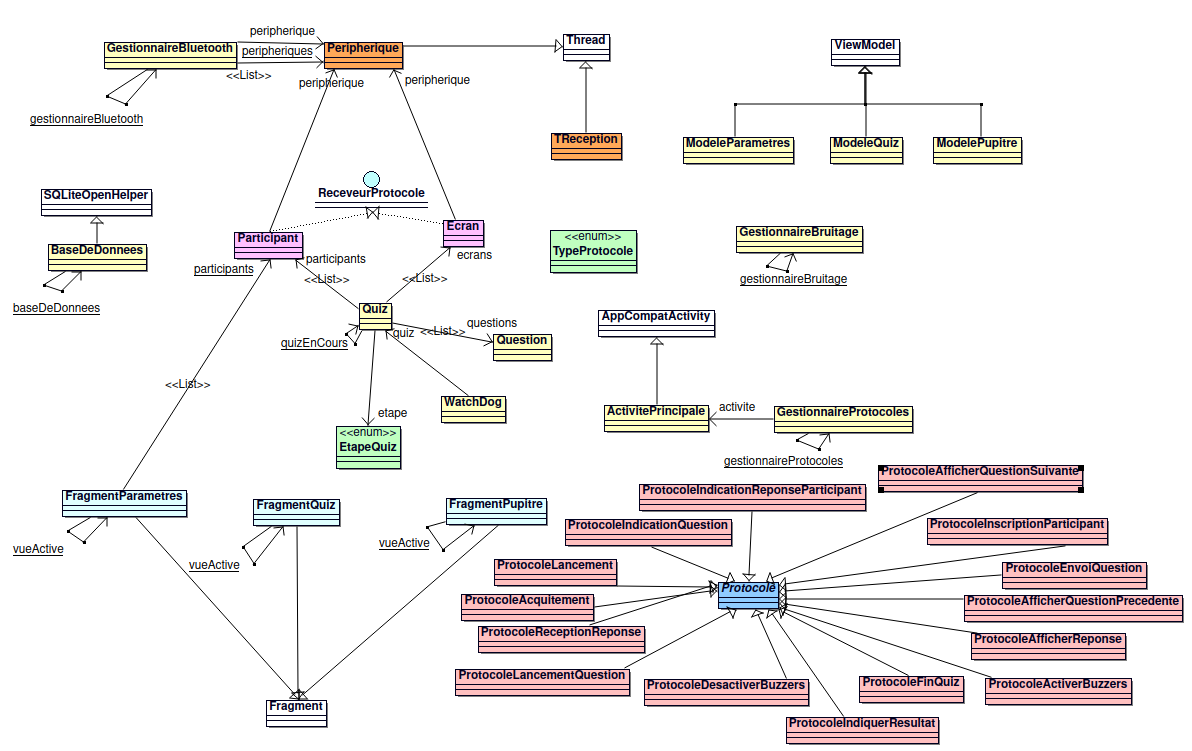 peripherique
GestionnaireBluetooth
peripheriques
Peripherique
Thread
ViewModel
<<List>>
peripherique
peripherique
gestionnaireBluetooth
TReception
ModeleParametres
ModeleQuiz
ModelePupitre
SQLiteOpenHelper
ReceveurProtocole
Participant
Ecran
<<enum>>
TypeProtocole
GestionnaireBruitage
BaseDeDonnees
participants
participants
ecrans
<<List>>
<<List>>
gestionnaireBruitage
baseDeDonnees
Quiz
AppCompatActivity
quizEnCours
quiz
<<List>>
questions
Question
<<List>>
WatchDog
etape
<<enum>>
EtapeQuiz
ActivitePrincipale
activite
GestionnaireProtocoles
gestionnaireProtocoles
ProtocoleAfficherQuestionSuivante
FragmentParametres
FragmentQuiz
FragmentPupitre
ProtocoleIndicationReponseParticipant
ProtocoleIndicationQuestion
ProtocoleInscriptionParticipant
vueActive
vueActive
vueActive
ProtocoleLancement
ProtocoleEnvoiQuestion
Protocole
ProtocoleAcquitement
ProtocoleAfficherQuestionPrecedente
ProtocoleReceptionReponse
ProtocoleAfficherReponse
ProtocoleLancementQuestion
ProtocoleDesactiverBuzzers
ProtocoleFinQuiz
ProtocoleActiverBuzzers
Fragment
ProtocoleIndiquerResultat